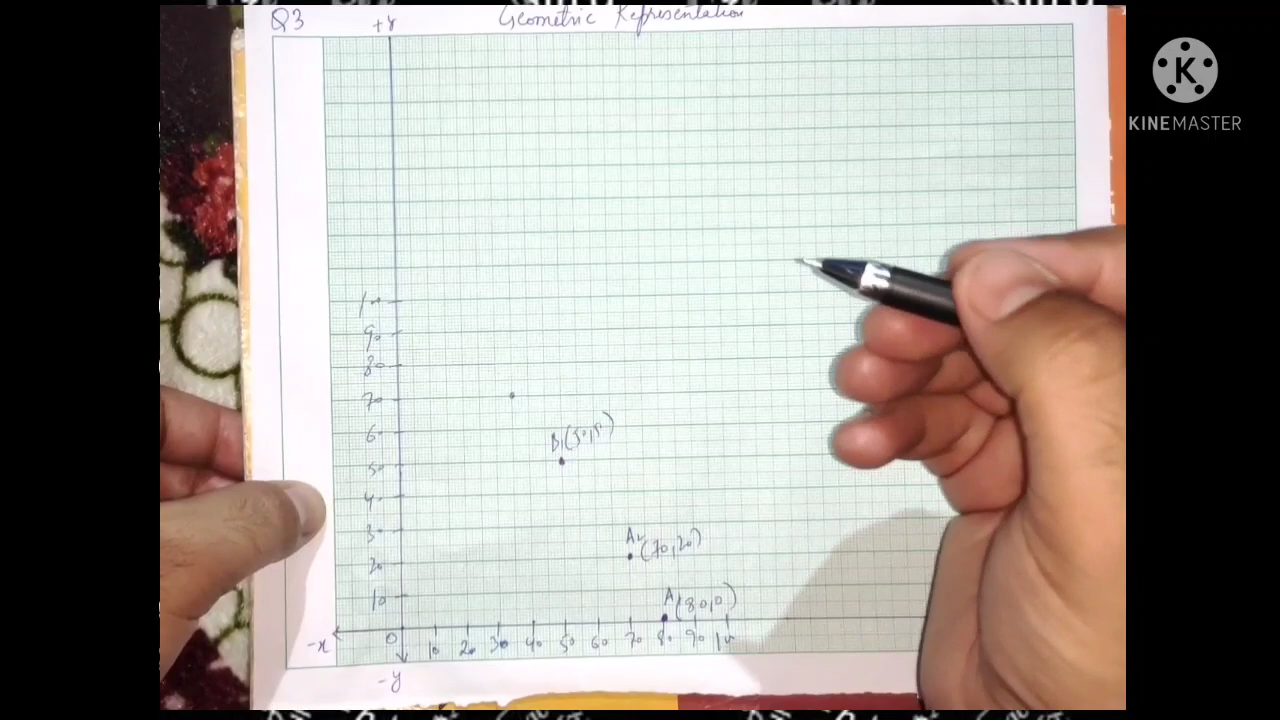 Q3
Geometric Representation
+Y
KINEMASTER
100
90
80
70
60
B1(50,50)
50
40
30
A2(70,20)
20
A(80,0)
10
-x
0 10 20 30 40 50 60 70 80 90 100
-y